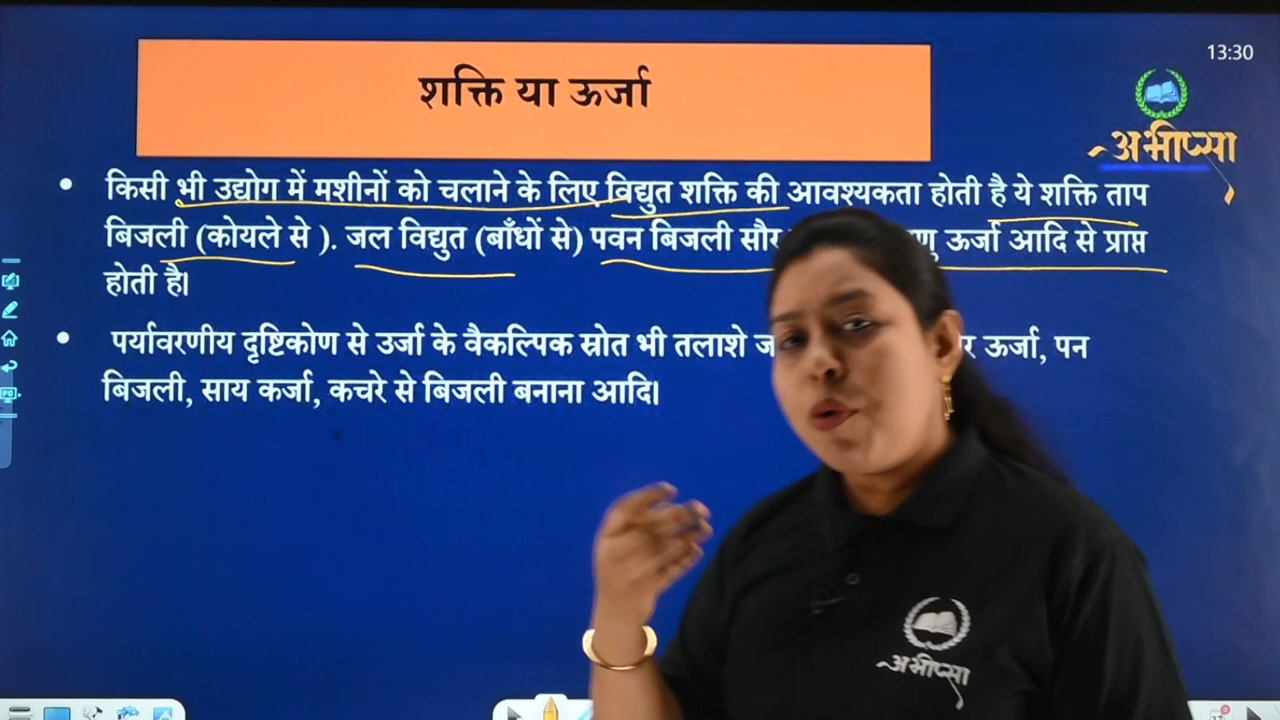 शक्ति या ऊर्जा
13:30
अभीप्सा
• किसी भी उद्योग में मशीनों को चलाने के लिए विद्युत शक्ति की आवश्यकता होती है ये शक्ति ताप
बिजली (कोयले से ). जल विद्युत (बाँधों से) पवन बिजली ऊर्जा आदि से प्राप्त
होती है।
• पर्यावरणीय दृष्टिकोण से उर्जा के वैकल्पिक स्रोत भी तलाशे ऊर्जा, पन
बिजली, साय कर्जा, कचरे से बिजली बनाना आदि।
अभीप्सा